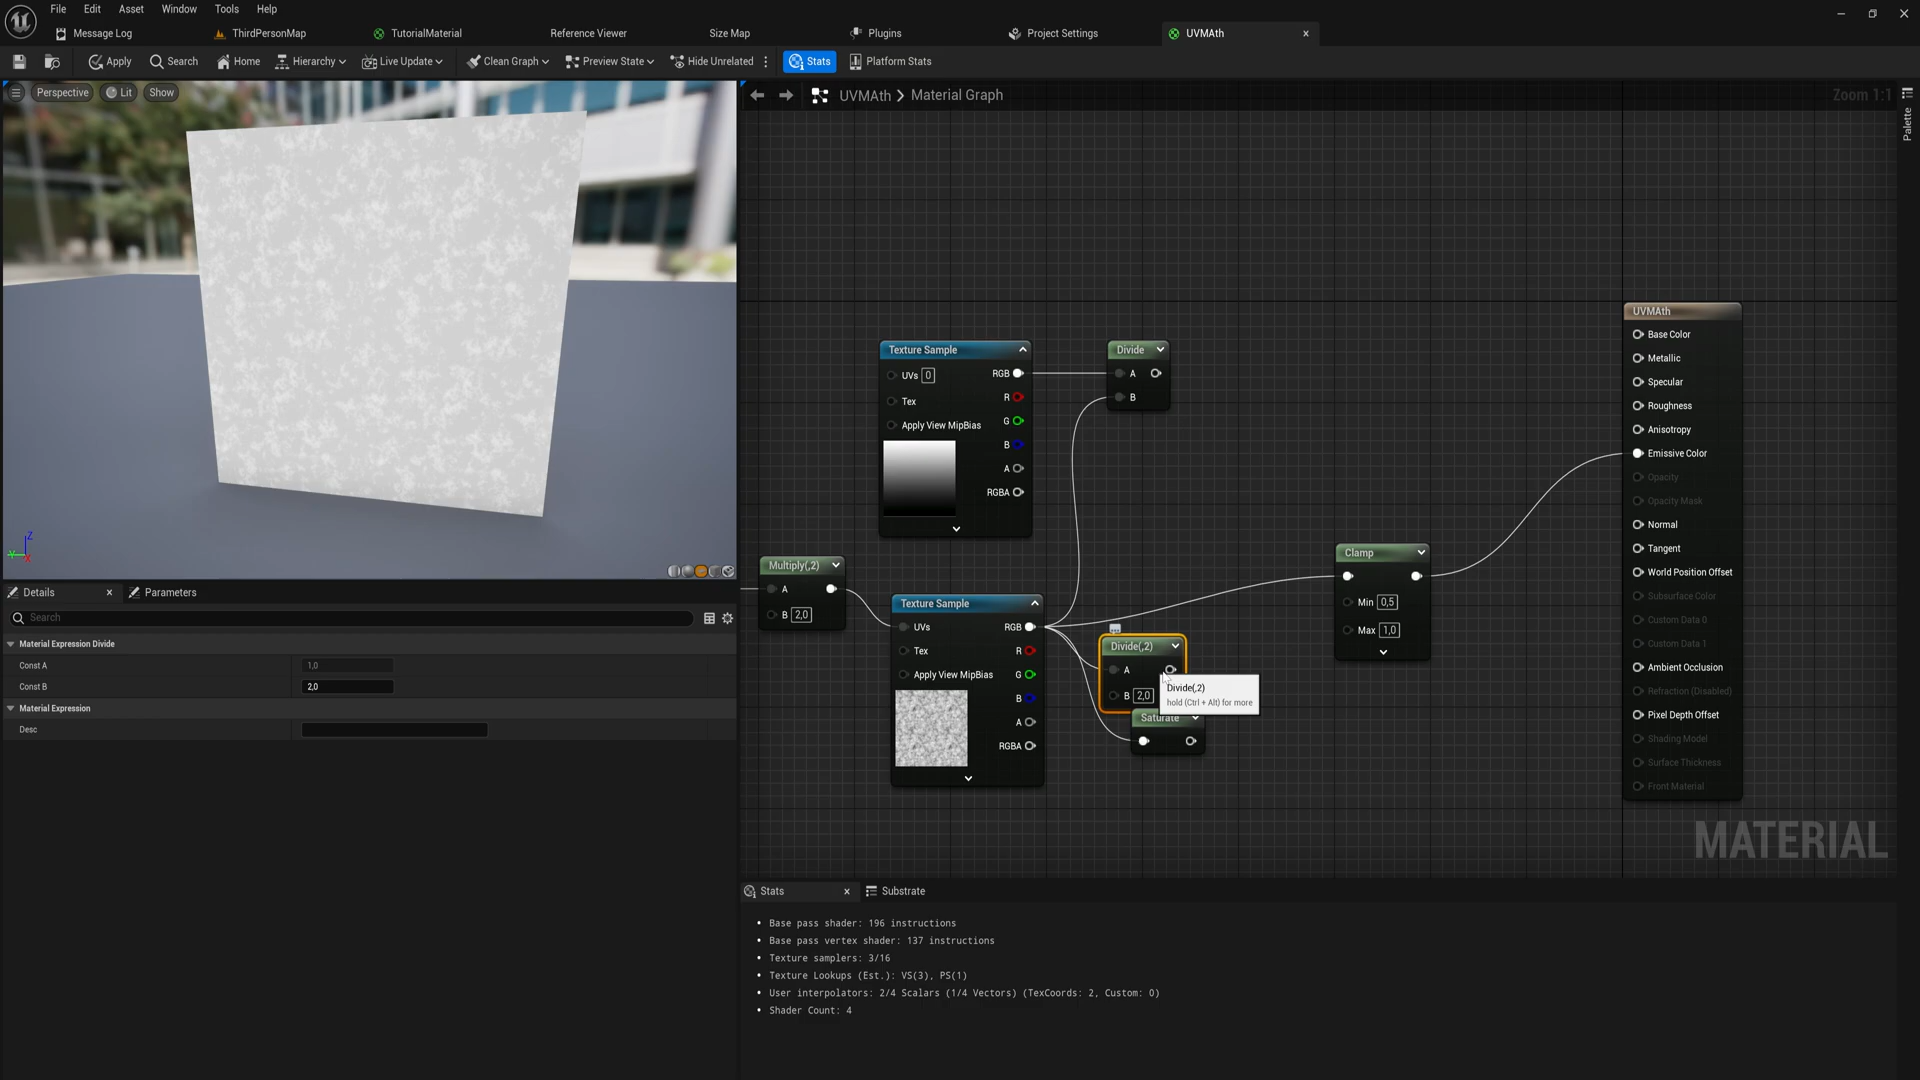 File Edit Asset Window Tools Help
Message Log ThirdPersonMap TutorialMaterial Reference Viewer Size Map Plugins Project Settings UVMAth
Apply Search Home Hierarchy Live Update Clean Graph Preview State Hide Unrelated Stats Platform Stats
Perspective Lit Show
UVMAth > Material Graph
Zoom 1:1
Palette
Texture Sample
UVs 0 RGB
R
Tex
G
Apply View MipBias
B
A
RGBA
Divide
A
B
Multiply(,2)
A
B 2,0
Texture Sample
UVs RGB
Tex R
Apply View MipBias G
B
A
RGBA
Divide(,2)
A
B 2,0
Divide(,2)
hold (Ctrl + Alt) for more
Saturate
Clamp
Min 0,5
Max 1,0
UVMAth
Base Color
Metallic
Specular
Roughness
Anisotropy
Emissive Color
Opacity
Opacity Mask
Normal
Tangent
World Position Offset
Subsurface Color
Custom Data 0
Custom Data 1
Ambient Occlusion
Refraction (Disabled)
Pixel Depth Offset
Shading Model
Surface Thickness
Front Material
MATERIAL
Z
Y
X
Details Parameters
Search
Material Expression Divide
Const A 1,0
Const B 2,0
Material Expression
Desc
Stats Substrate
• Base pass shader: 196 instructions
• Base pass vertex shader: 137 instructions
• Texture samplers: 3/16
• Texture Lookups (Est.): VS(3), PS(1)
• User interpolators: 2/4 Scalars (1/4 Vectors) (TexCoords: 2, Custom: 0)
• Shader Count: 4